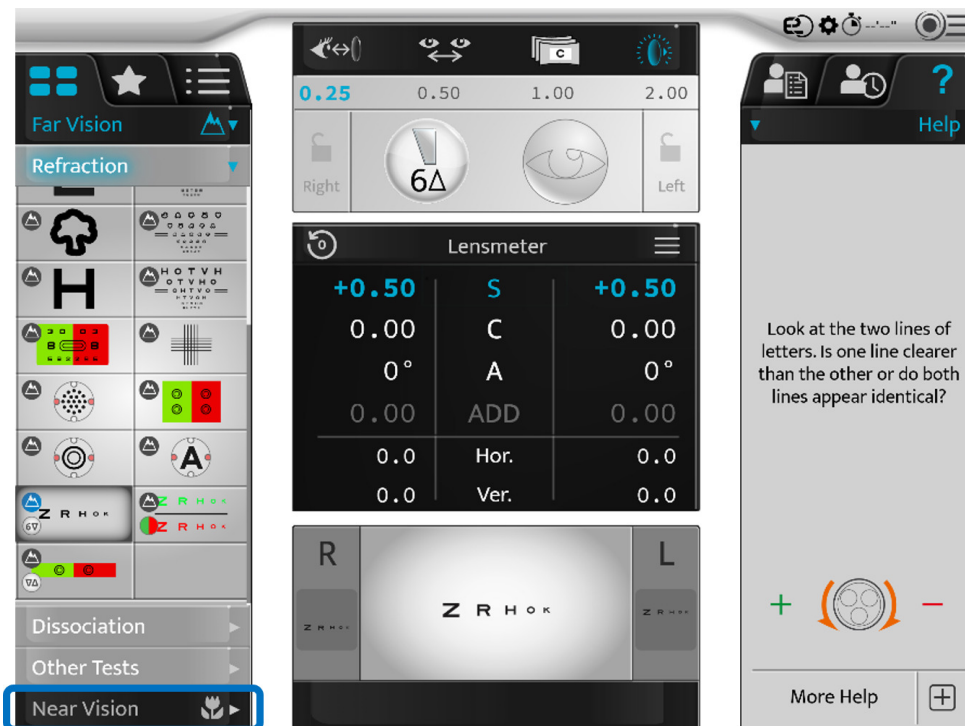 --'--"
Far Vision
Refraction
H
H O T V H
O T V H O
O H T V O
A
Z R H O K
6∇
Z R H O K
Z R H O K
∇Δ
Dissociation
Other Tests
Near Vision
C
0.25 0.50 1.00 2.00
Right 6Δ Left
Lensmeter
+0.50 S +0.50
0.00 C 0.00
0° A 0°
0.00 ADD 0.00
0.0 Hor. 0.0
0.0 Ver. 0.0
R L
Z R H O K Z R H O K Z R H O K
? Help
Look at the two lines of
letters. Is one line clearer
than the other or do both
lines appear identical?
+ −
More Help +